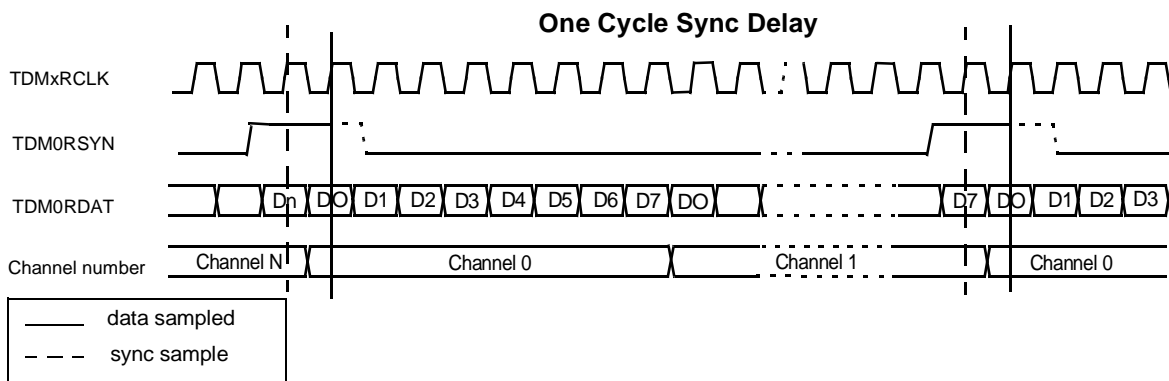 One Cycle Sync Delay
TDMxRCLK
TDM0RSYN
TDM0RDAT
Dn DO D1 D2 D3 D4 D5 D6 D7 DO D7 DO D1 D2 D3
Channel number
Channel N Channel 0 Channel 1 Channel 0
data sampled
sync sample